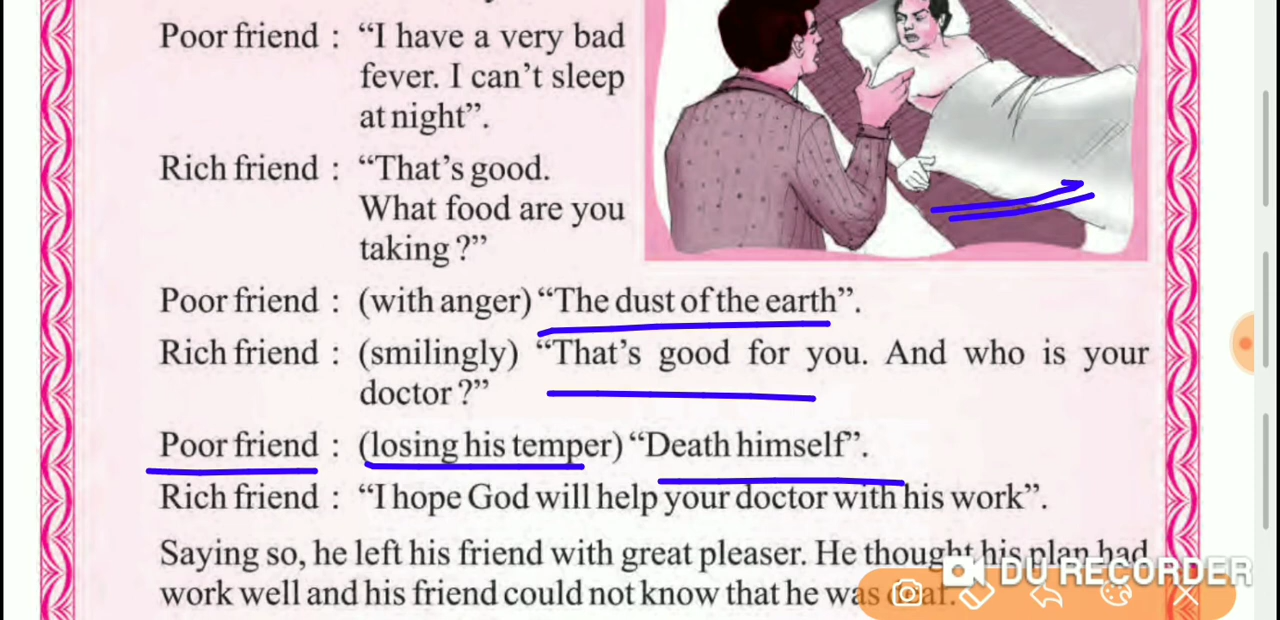 Poor friend : “I have a very bad
fever. I can’t sleep
at night”.
Rich friend : “That’s good.
What food are you
taking ?”
Poor friend : (with anger) “The dust of the earth”.
Rich friend : (smilingly) “That’s good for you. And who is your
doctor ?”
Poor friend : (losing his temper) “Death himself”.
Rich friend : “I hope God will help your doctor with his work”.
Saying so, he left his friend with great pleaser. He thought his plan had
work well and his friend could not know that he was deaf.
DU RECORDER